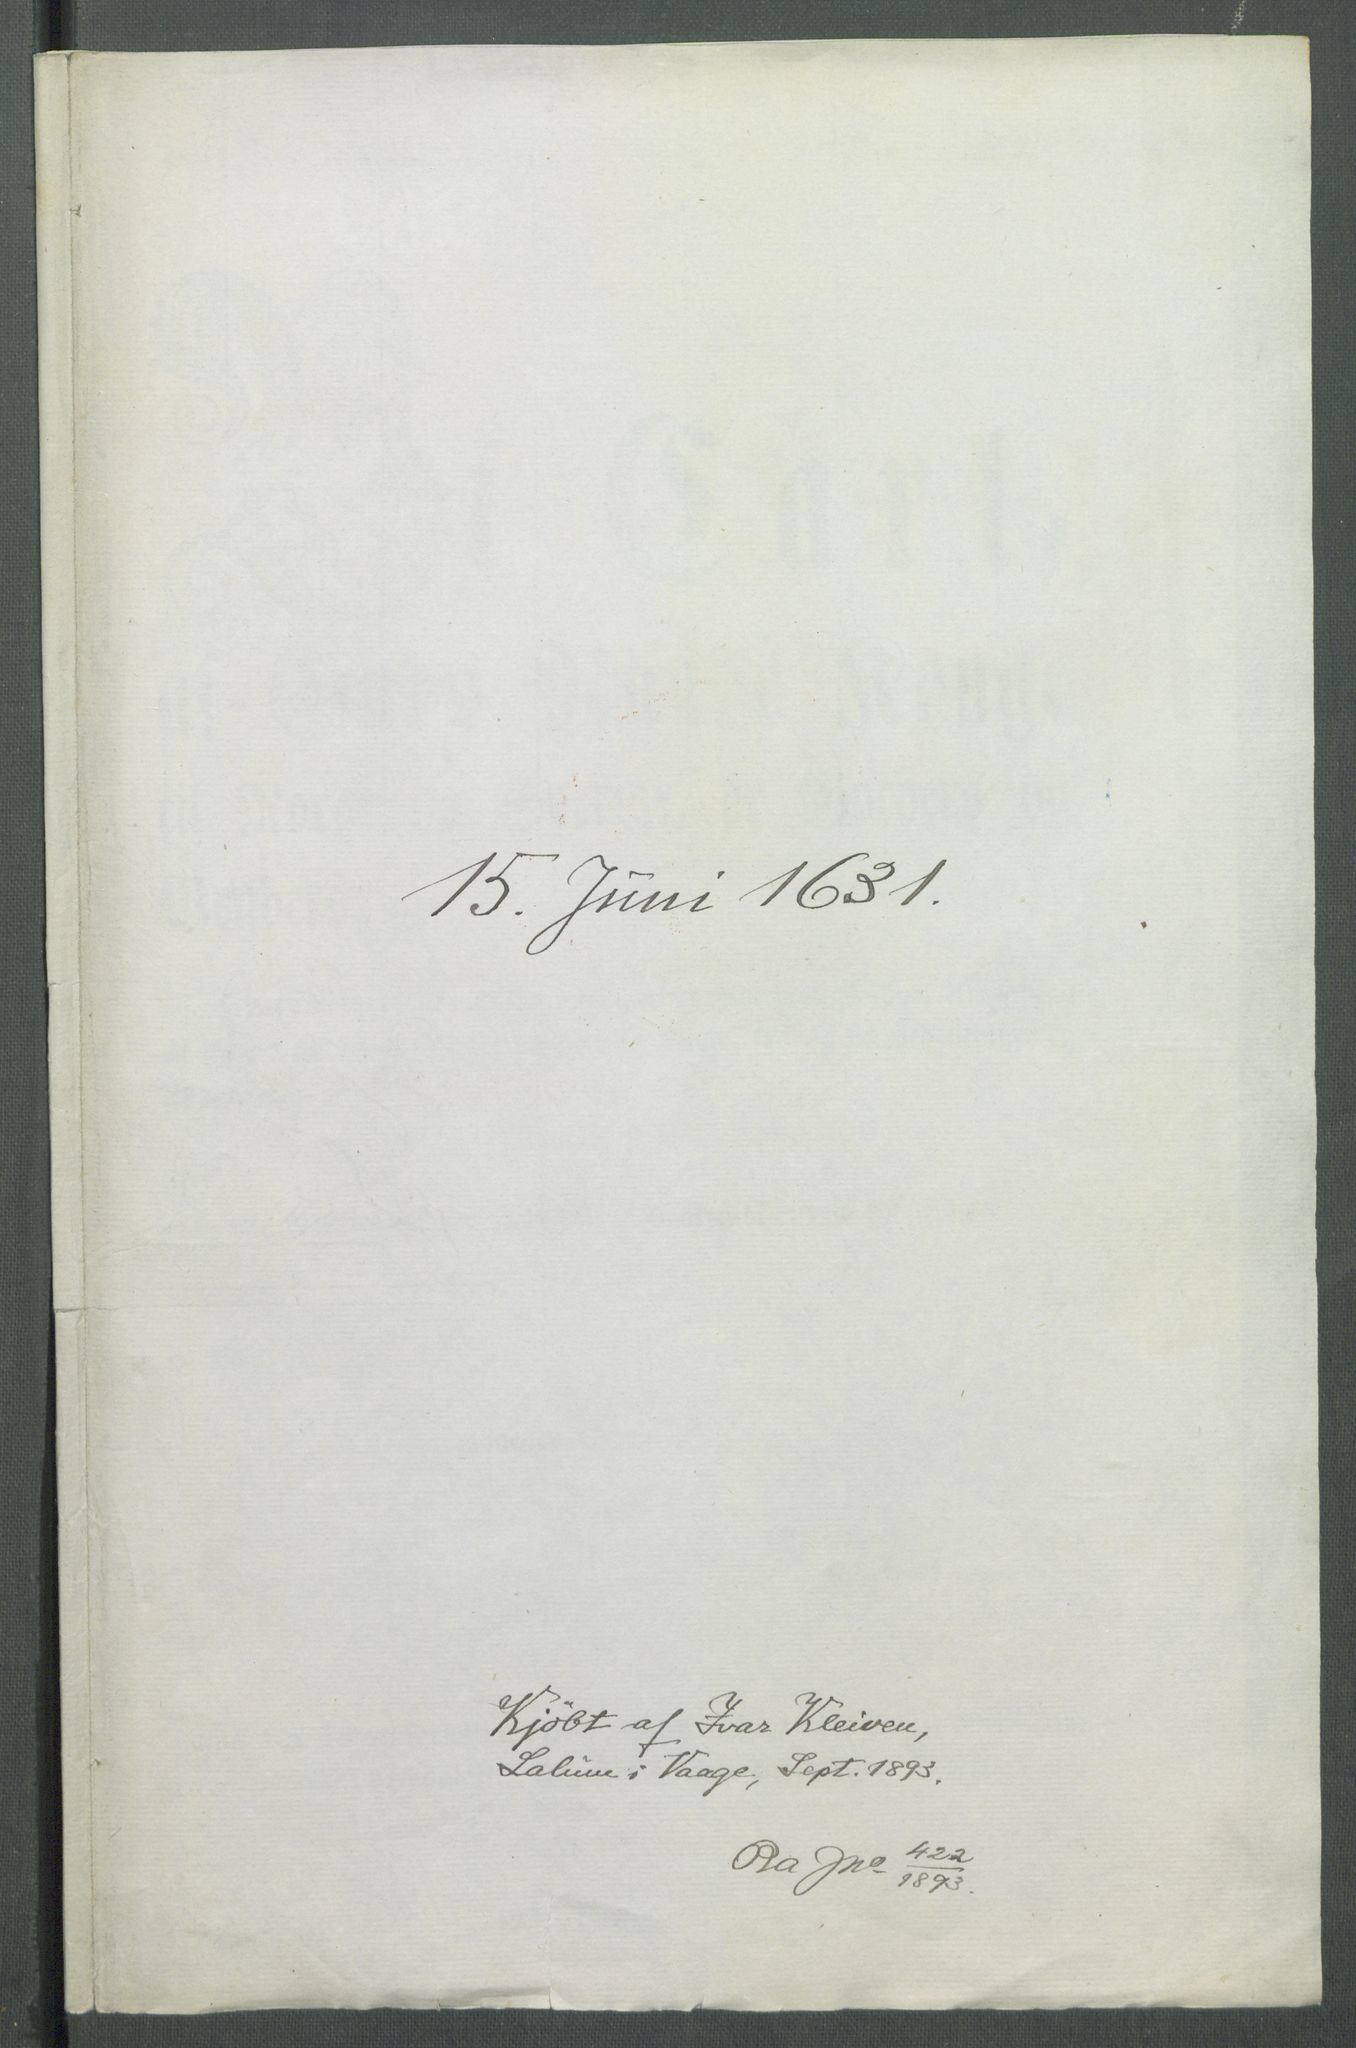 15. Juni 1631.
Kjöbt af Ivar Kleiven,
Lalum i Vaage, Sept. 1893.
Ra Jno 422/1893.